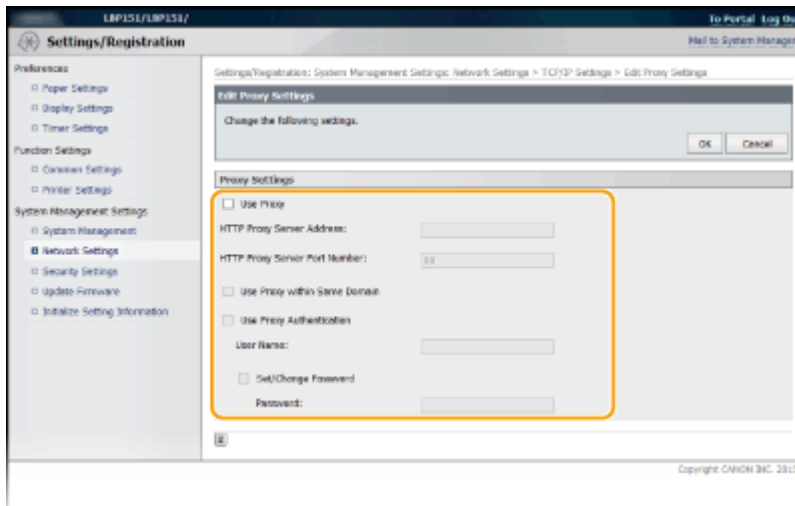 LBP151/LBP151/
To Portal Log Ou
Settings/Registration
Mail to System Manager
Preferences
Paper Settings
Display Settings
Timer Settings
Function Settings
Common Settings
Printer Settings
System Management Settings
System Management
Network Settings
Security Settings
Update Firmware
Initialize Setting Information
Settings/Registration: System Management Settings: Network Settings > TCP/IP Settings > Edit Proxy Settings
Edit Proxy Settings
Change the following settings.
OK Cancel
Proxy Settings
Use Proxy
HTTP Proxy Server Address:
HTTP Proxy Server Port Number:
Use Proxy within Same Domain
Use Proxy Authentication
User Name:
Set/Change Password
Password:
Copyright CANON INC. 2015